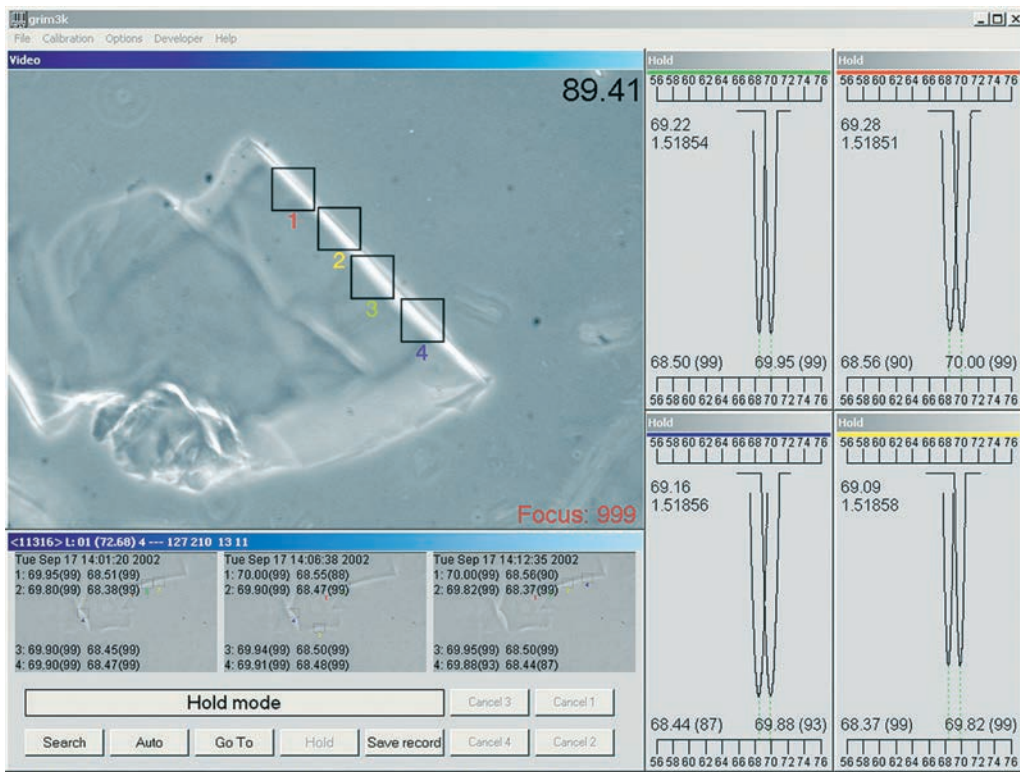 grim3k
File Calibration Options Developer Help
Video
89.41
1
2
3
4
Focus: 999
<11316> L: 01 (72.68) 4 --- 127 210 13 11
Tue Sep 17 14:01:20 2002
1: 69.95(99) 68.51(99)
2: 69.80(99) 68.38(99)
3: 69.90(99) 68.45(99)
4: 69.90(99) 68.47(99)
Tue Sep 17 14:06:38 2002
1: 70.00(99) 68.55(88)
2: 69.90(99) 68.47(99)
3: 69.94(99) 68.50(99)
4: 69.91(99) 68.48(99)
Tue Sep 17 14:12:35 2002
1: 70.00(99) 68.56(90)
2: 69.82(99) 68.37(99)
3: 69.95(99) 68.50(99)
4: 69.88(93) 68.44(87)
Hold mode
Cancel 3
Cancel 1
Search
Auto
Go To
Hold
Save record
Cancel 4
Cancel 2
Hold
56 58 60 62 64 66 68 70 72 74 76
69.22
1.51854
68.50 (99) 69.95 (99)
56 58 60 62 64 66 68 70 72 74 76
Hold
56 58 60 62 64 66 68 70 72 74 76
69.28
1.51851
68.56 (90) 70.00 (99)
56 58 60 62 64 66 68 70 72 74 76
Hold
56 58 60 62 64 66 68 70 72 74 76
69.16
1.51856
68.44 (87) 69.88 (93)
56 58 60 62 64 66 68 70 72 74 76
Hold
56 58 60 62 64 66 68 70 72 74 76
69.09
1.51858
68.37 (99) 69.82 (99)
56 58 60 62 64 66 68 70 72 74 76